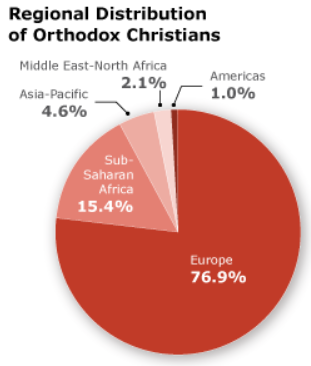 Regional Distribution
of Orthodox Christians
Middle East-North Africa
2.1%
Americas
1.0%
Asia-Pacific
4.6%
Sub-
Saharan
Africa
15.4%
Europe
76.9%